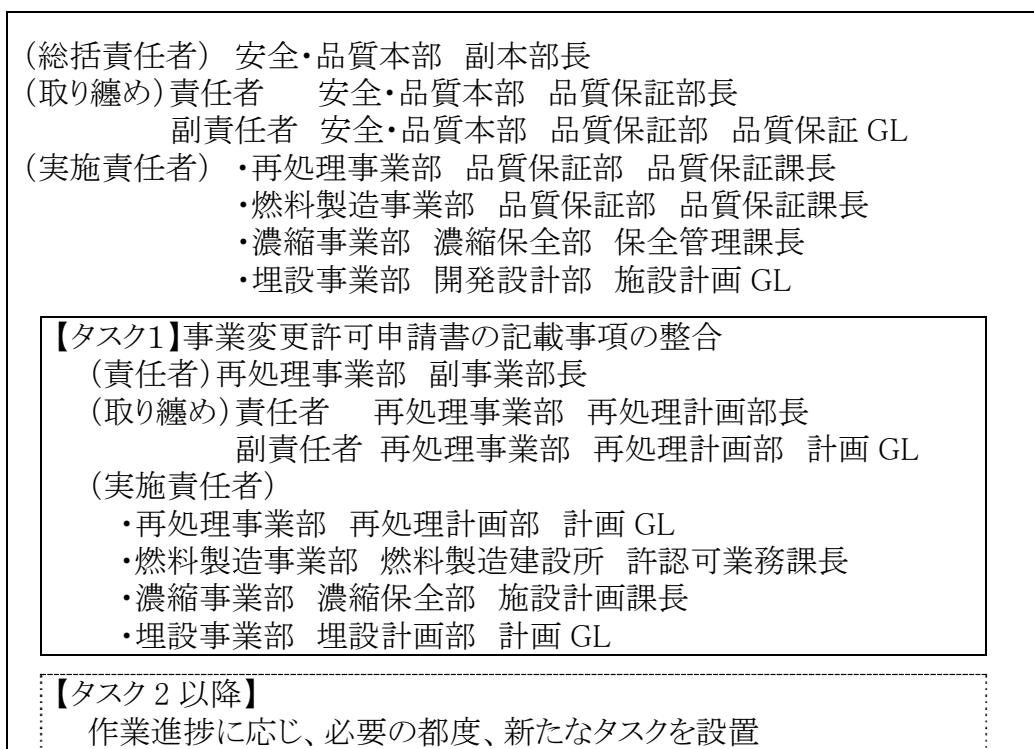 （総括責任者） 安全・品質本部 副本部長
（取り纏め）責任者 安全・品質本部 品質保証部長
副責任者 安全・品質本部 品質保証部 品質保証 GL
（実施責任者） ・再処理事業部 品質保証部 品質保証課長
・燃料製造事業部 品質保証部 品質保証課長
・濃縮事業部 濃縮保全部 保全管理課長
・埋設事業部 開発設計部 施設計画 GL
【タスク1】事業変更許可申請書の記載事項の整合
（責任者）再処理事業部 副事業部長
（取り纏め）責任者 再処理事業部 再処理計画部長
副責任者 再処理事業部 再処理計画部 計画 GL
（実施責任者）
・再処理事業部 再処理計画部 計画 GL
・燃料製造事業部 燃料製造建設所 許認可業務課長
・濃縮事業部 濃縮保全部 施設計画課長
・埋設事業部 埋設計画部 計画 GL
【タスク 2 以降】
作業進捗に応じ、必要の都度、新たなタスクを設置